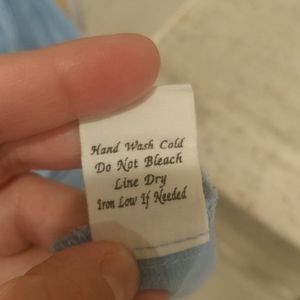 Hand Wash Cold
Do Not Bleach
Line Dry
Iron Low If Needed